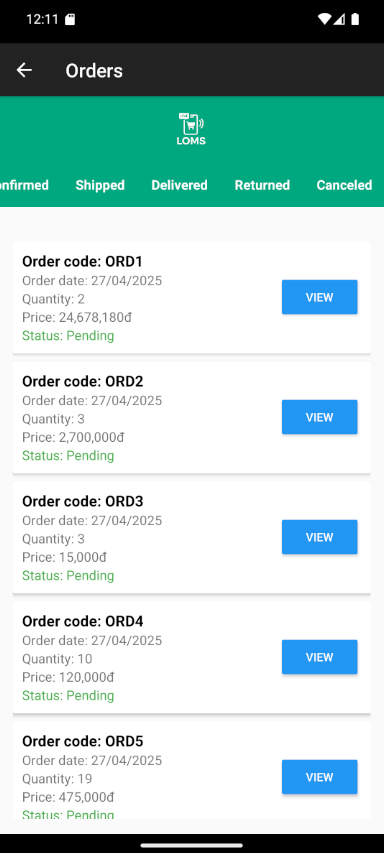 12:11
Orders
LOMS
onfirmed Shipped Delivered Returned Canceled
Order code: ORD1
Order date: 27/04/2025
Quantity: 2
Price: 24,678,180đ
Status: Pending
VIEW
Order code: ORD2
Order date: 27/04/2025
Quantity: 3
Price: 2,700,000đ
Status: Pending
VIEW
Order code: ORD3
Order date: 27/04/2025
Quantity: 3
Price: 15,000đ
Status: Pending
VIEW
Order code: ORD4
Order date: 27/04/2025
Quantity: 10
Price: 120,000đ
Status: Pending
VIEW
Order code: ORD5
Order date: 27/04/2025
Quantity: 19
Price: 475,000đ
Status: Pending
VIEW